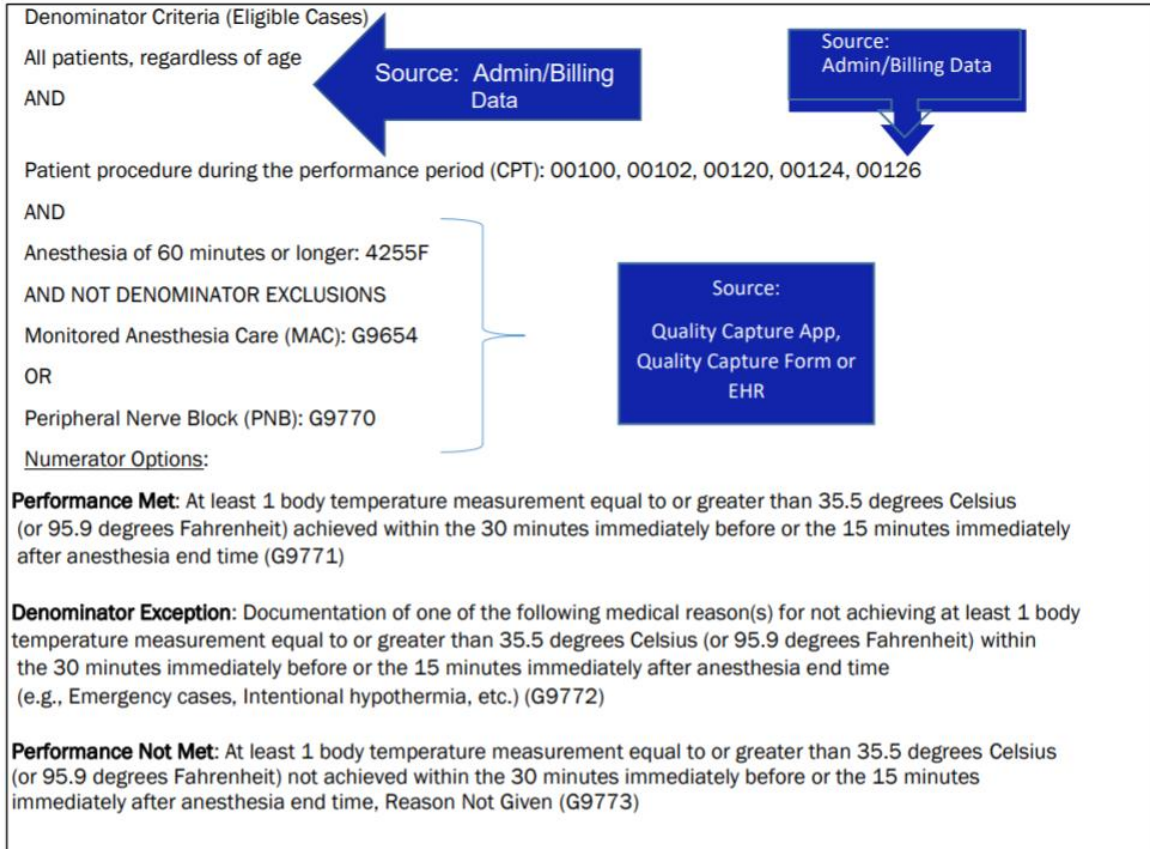 Denominator Criteria (Eligible Cases)
All patients, regardless of age
AND
Source: Admin/Billing
Data
Source:
Admin/Billing Data
Patient procedure during the performance period (CPT): 00100, 00102, 00120, 00124, 00126
AND
Anesthesia of 60 minutes or longer: 4255F
AND NOT DENOMINATOR EXCLUSIONS
Monitored Anesthesia Care (MAC): G9654
OR
Peripheral Nerve Block (PNB): G9770
Source:
Quality Capture App,
Quality Capture Form or
EHR
Numerator Options:
Performance Met: At least 1 body temperature measurement equal to or greater than 35.5 degrees Celsius
(or 95.9 degrees Fahrenheit) achieved within the 30 minutes immediately before or the 15 minutes immediately
after anesthesia end time (G9771)
Denominator Exception: Documentation of one of the following medical reason(s) for not achieving at least 1 body
temperature measurement equal to or greater than 35.5 degrees Celsius (or 95.9 degrees Fahrenheit) within
the 30 minutes immediately before or the 15 minutes immediately after anesthesia end time
(e.g., Emergency cases, Intentional hypothermia, etc.) (G9772)
Performance Not Met: At least 1 body temperature measurement equal to or greater than 35.5 degrees Celsius
(or 95.9 degrees Fahrenheit) not achieved within the 30 minutes immediately before or the 15 minutes
immediately after anesthesia end time, Reason Not Given (G9773)